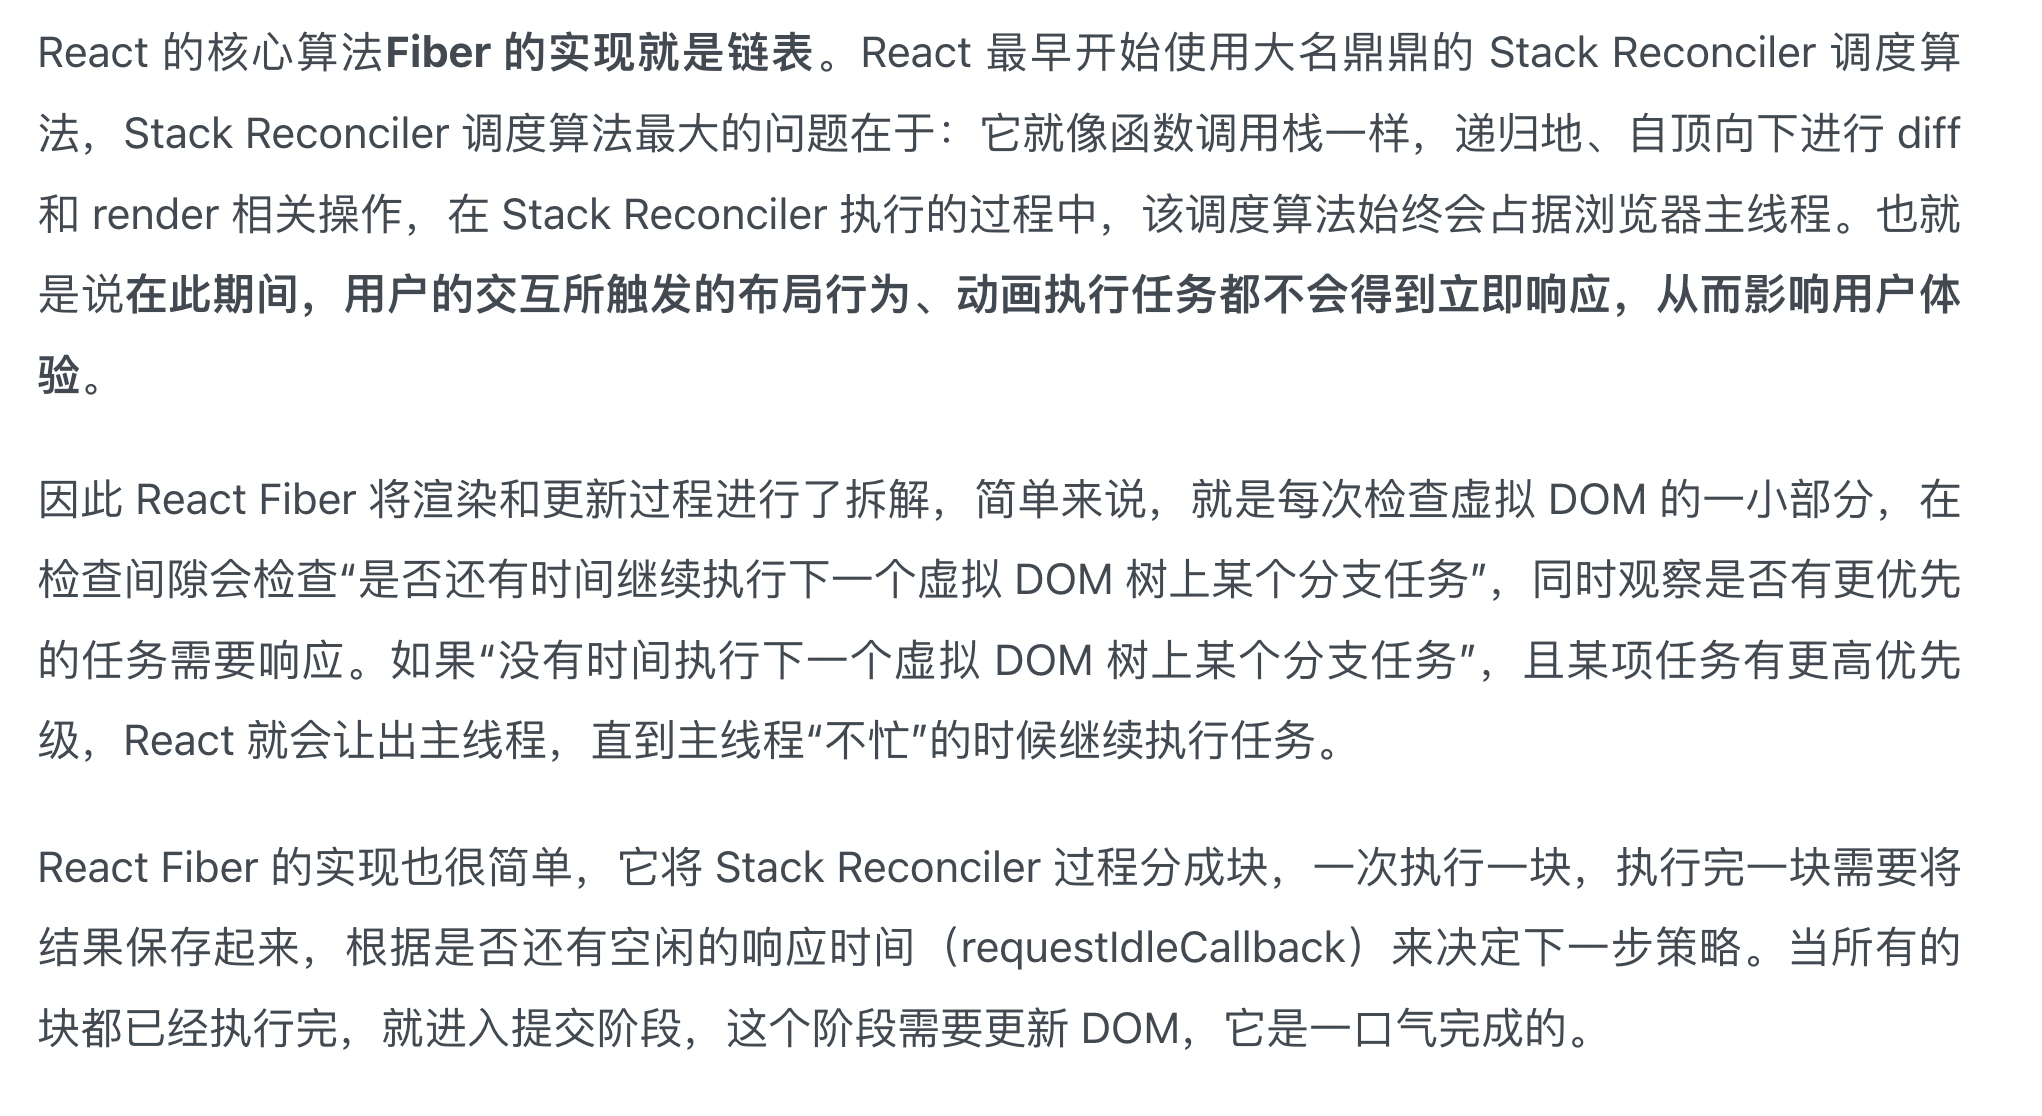 React 的核心算法Fiber 的实现就是链表。React 最早开始使用大名鼎鼎的 Stack Reconciler 调度算
法，Stack Reconciler 调度算法最大的问题在于：它就像函数调用栈一样，递归地、自顶向下进行 diff
和 render 相关操作，在 Stack Reconciler 执行的过程中，该调度算法始终会占据浏览器主线程。也就
是说在此期间，用户的交互所触发的布局行为、动画执行任务都不会得到立即响应，从而影响用户体
验。
因此 React Fiber 将渲染和更新过程进行了拆解，简单来说，就是每次检查虚拟 DOM 的一小部分，在
检查间隙会检查“是否还有时间继续执行下一个虚拟 DOM 树上某个分支任务”，同时观察是否有更优先
的任务需要响应。如果“没有时间执行下一个虚拟 DOM 树上某个分支任务”，且某项任务有更高优先
级，React 就会让出主线程，直到主线程“不忙”的时候继续执行任务。
React Fiber 的实现也很简单，它将 Stack Reconciler 过程分成块，一次执行一块，执行完一块需要将
结果保存起来，根据是否还有空闲的响应时间（requestIdleCallback）来决定下一步策略。当所有的
块都已经执行完，就进入提交阶段，这个阶段需要更新 DOM，它是一口气完成的。